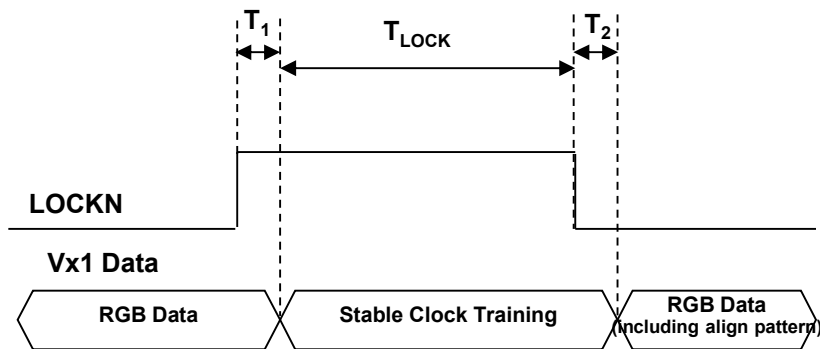 T1
TLOCK
T2
LOCKN
Vx1 Data
RGB Data
Stable Clock Training
RGB Data
(including align pattern)